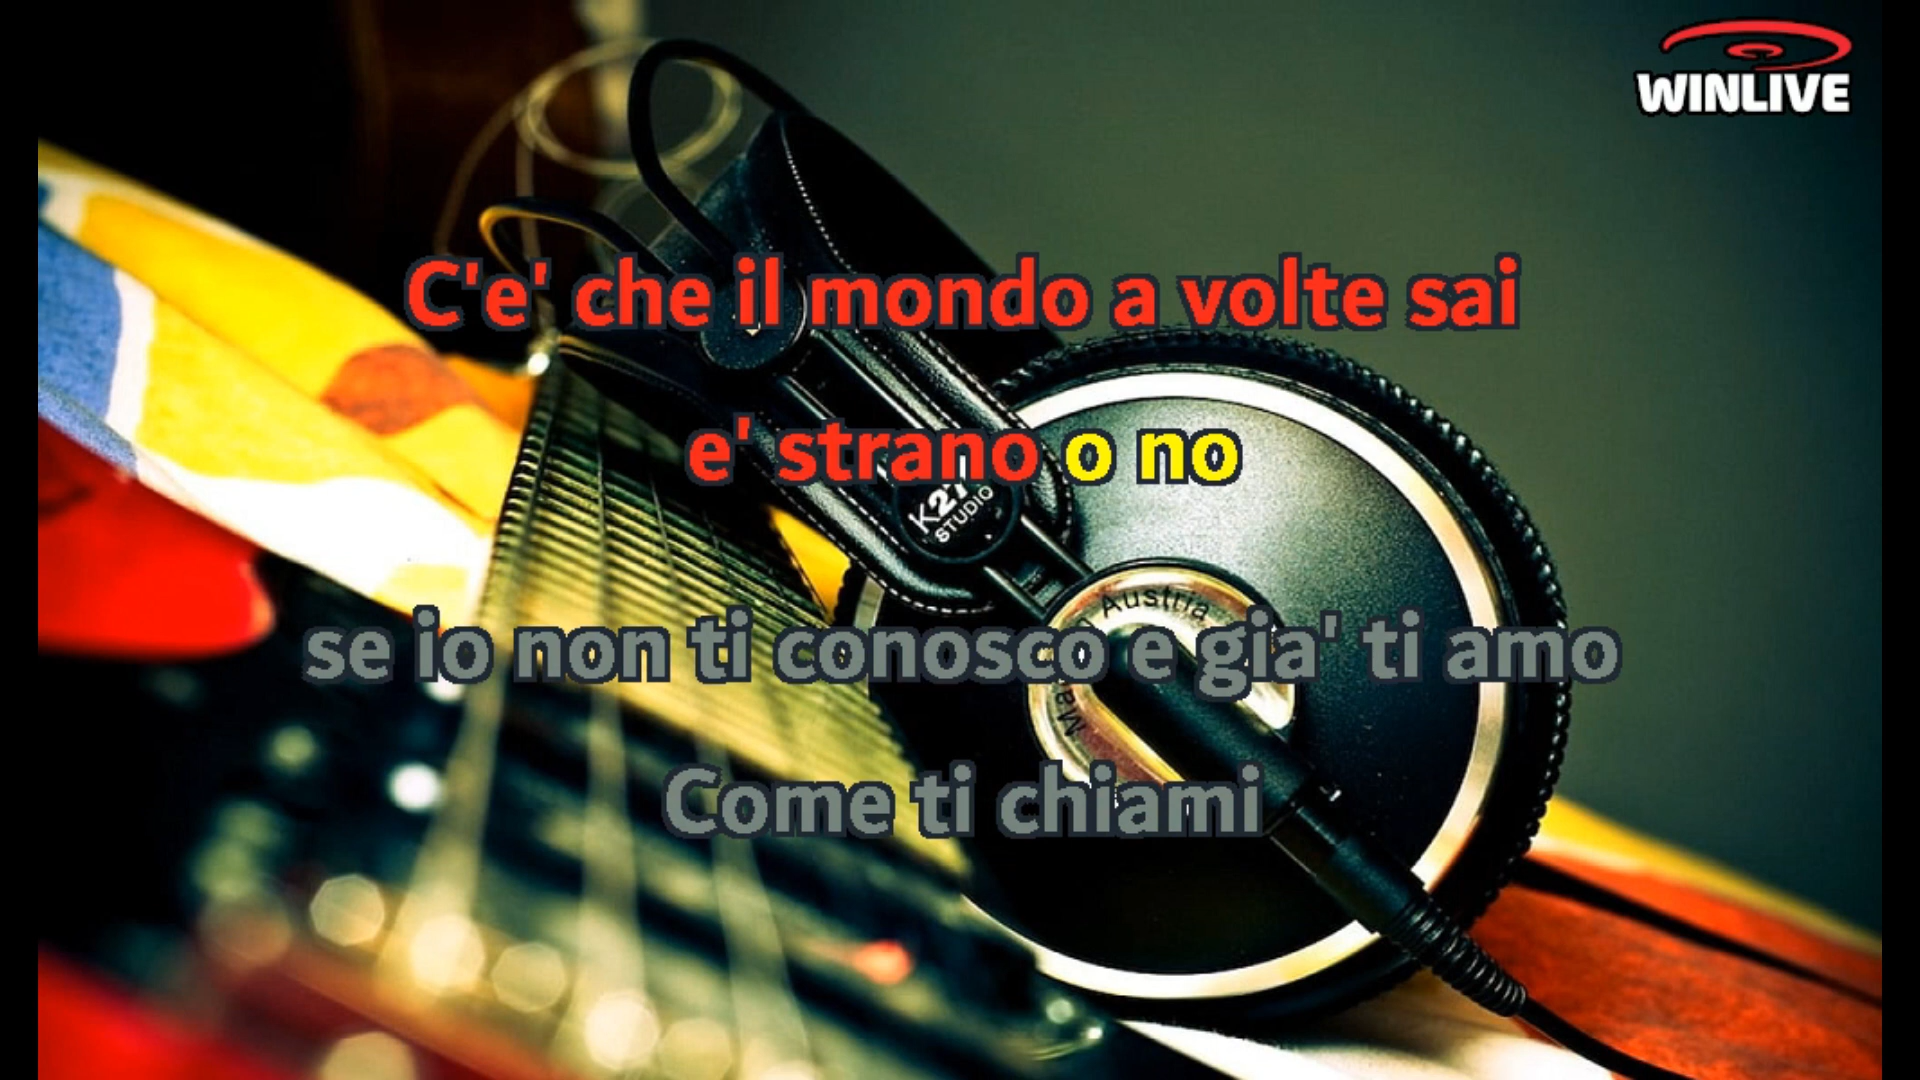 WINLIVE
C'e' che il mondo a volte sai
e' strano o no
STUDIO
Austria
se io non ti conosco e gia' ti amo
Come ti chiami